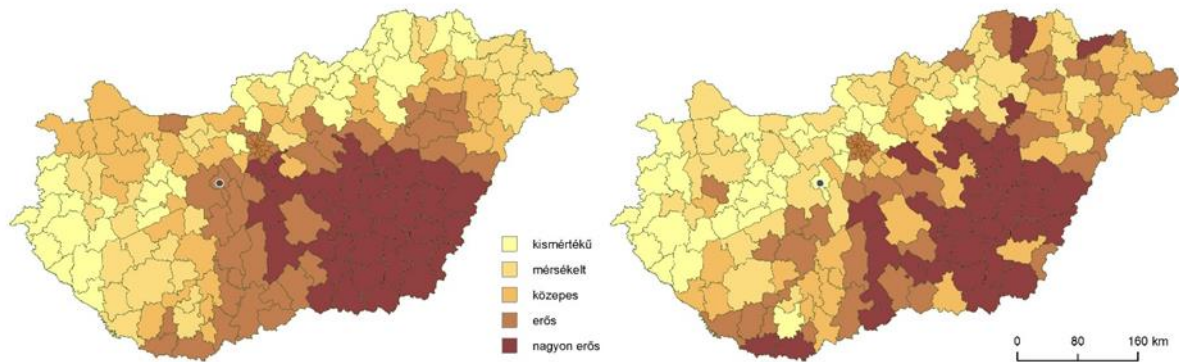 kismértékű
mérsékelt
közepes
erős
nagyon erős
0 80 160 km